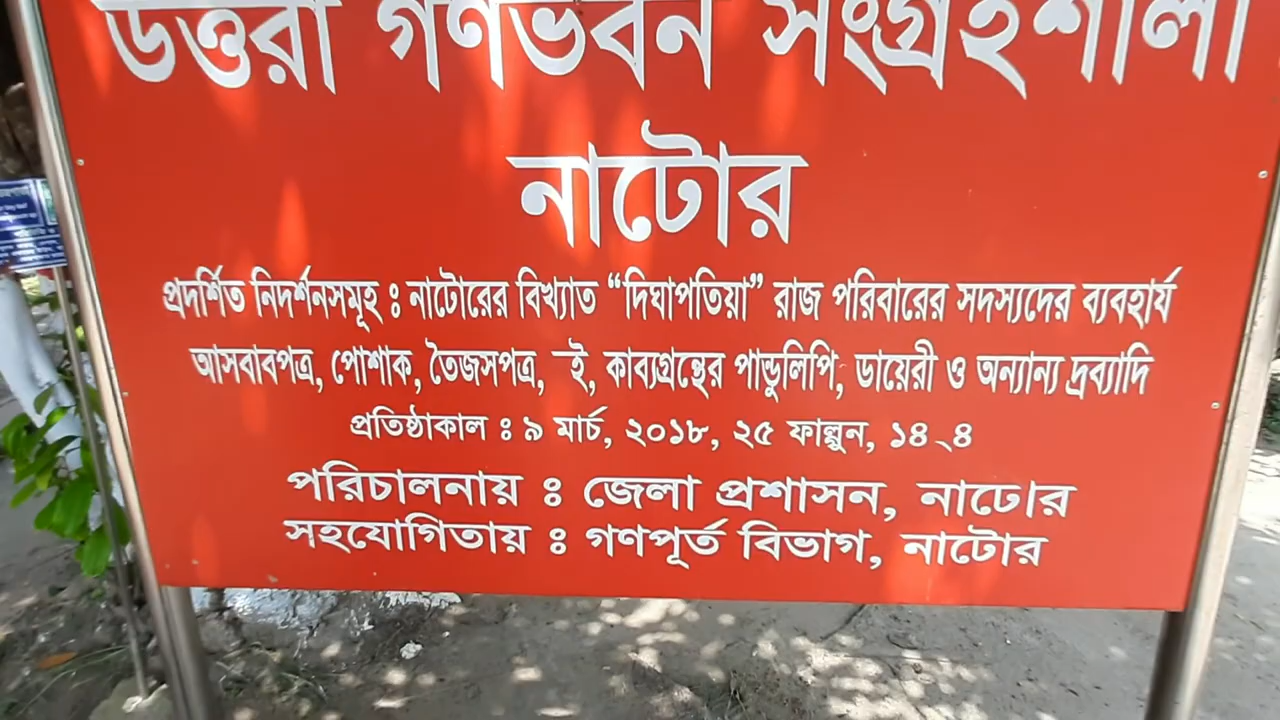 উত্তরা গণভবন সংগ্রহশালা
নাটোর
প্রদর্শিত নিদর্শনসমূহ ঃ নাটোরের বিখ্যাত “দিঘাপতিয়া” রাজ পরিবারের সদস্যদের ব্যবহার্য
আসবাবপত্র, পোশাক, তৈজসপত্র, ই, কাব্যগ্রন্থের পান্ডুলিপি, ডায়েরী ও অন্যান্য দ্রব্যাদি
প্রতিষ্ঠাকাল ঃ ৯ মার্চ, ২০১৮, ২৫ ফাল্গুন,
পরিচালনায় ঃ জেলা প্রশাসন, নাটোর
সহযোগিতায় ঃ গণপূর্ত বিভাগ, নাটোর